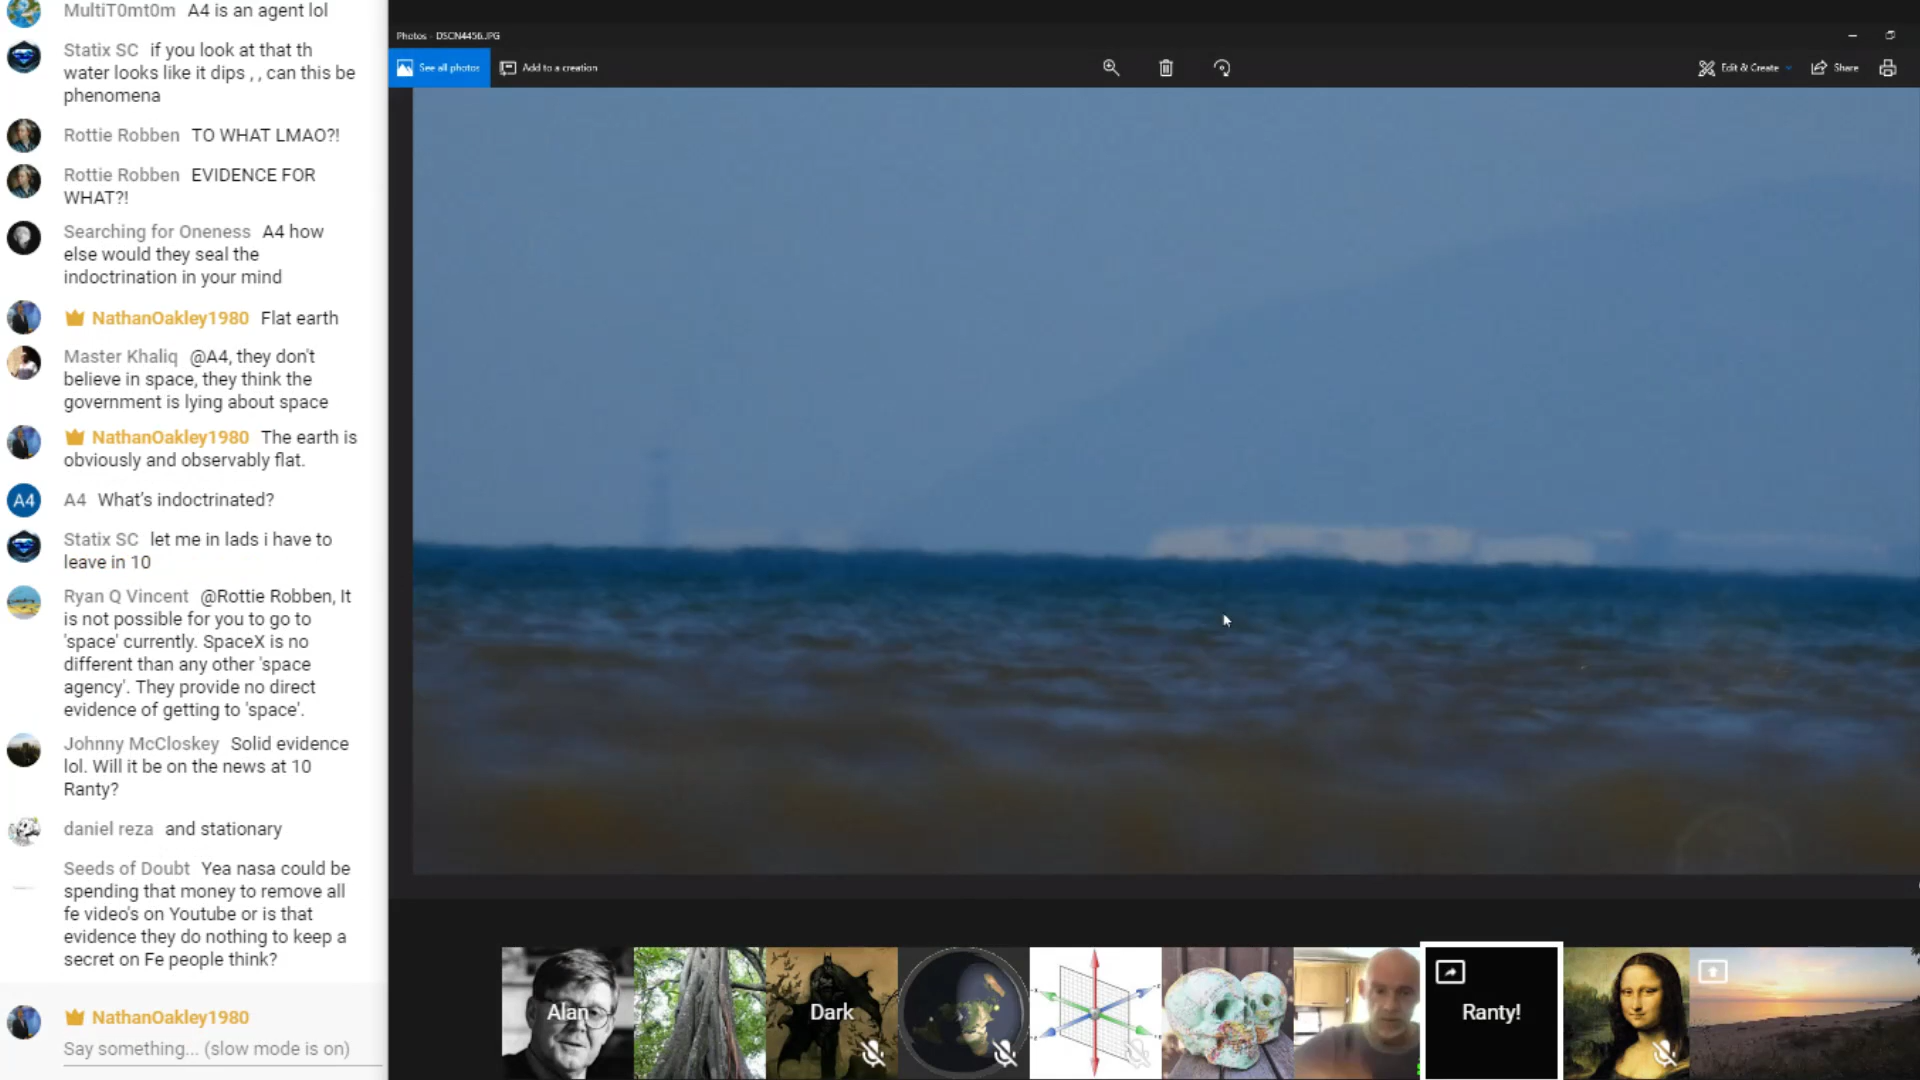 MultiT0mt0m A4 is an agent lol
Statix SC if you look at that th
water looks like it dips , , can this be
phenomena
Rottie Robben TO WHAT LMAO?!
Rottie Robben EVIDENCE FOR
WHAT?!
Searching for Oneness A4 how
else would they seal the
indoctrination in your mind
NathanOakley1980 Flat earth
Master Khaliq @A4, they don't
believe in space, they think the
government is lying about space
NathanOakley1980 The earth is
obviously and observably flat.
A4 A4 What's indoctrinated?
Statix SC let me in lads i have to
leave in 10
Ryan Q Vincent @Rottie Robben, It
is not possible for you to go to
'space' currently. SpaceX is no
different than any other 'space
agency'. They provide no direct
evidence of getting to 'space'.
Johnny McCloskey Solid evidence
lol. Will it be on the news at 10
Ranty?
daniel reza and stationary
Seeds of Doubt Yea nasa could be
spending that money to remove all
fe video's on Youtube or is that
evidence they do nothing to keep a
secret on Fe people think?
NathanOakley1980
Say something... (slow mode is on)
Photos - DSCN4456.JPG
See all photos Add to a creation Edit & Create Share
Alan Dark Ranty!